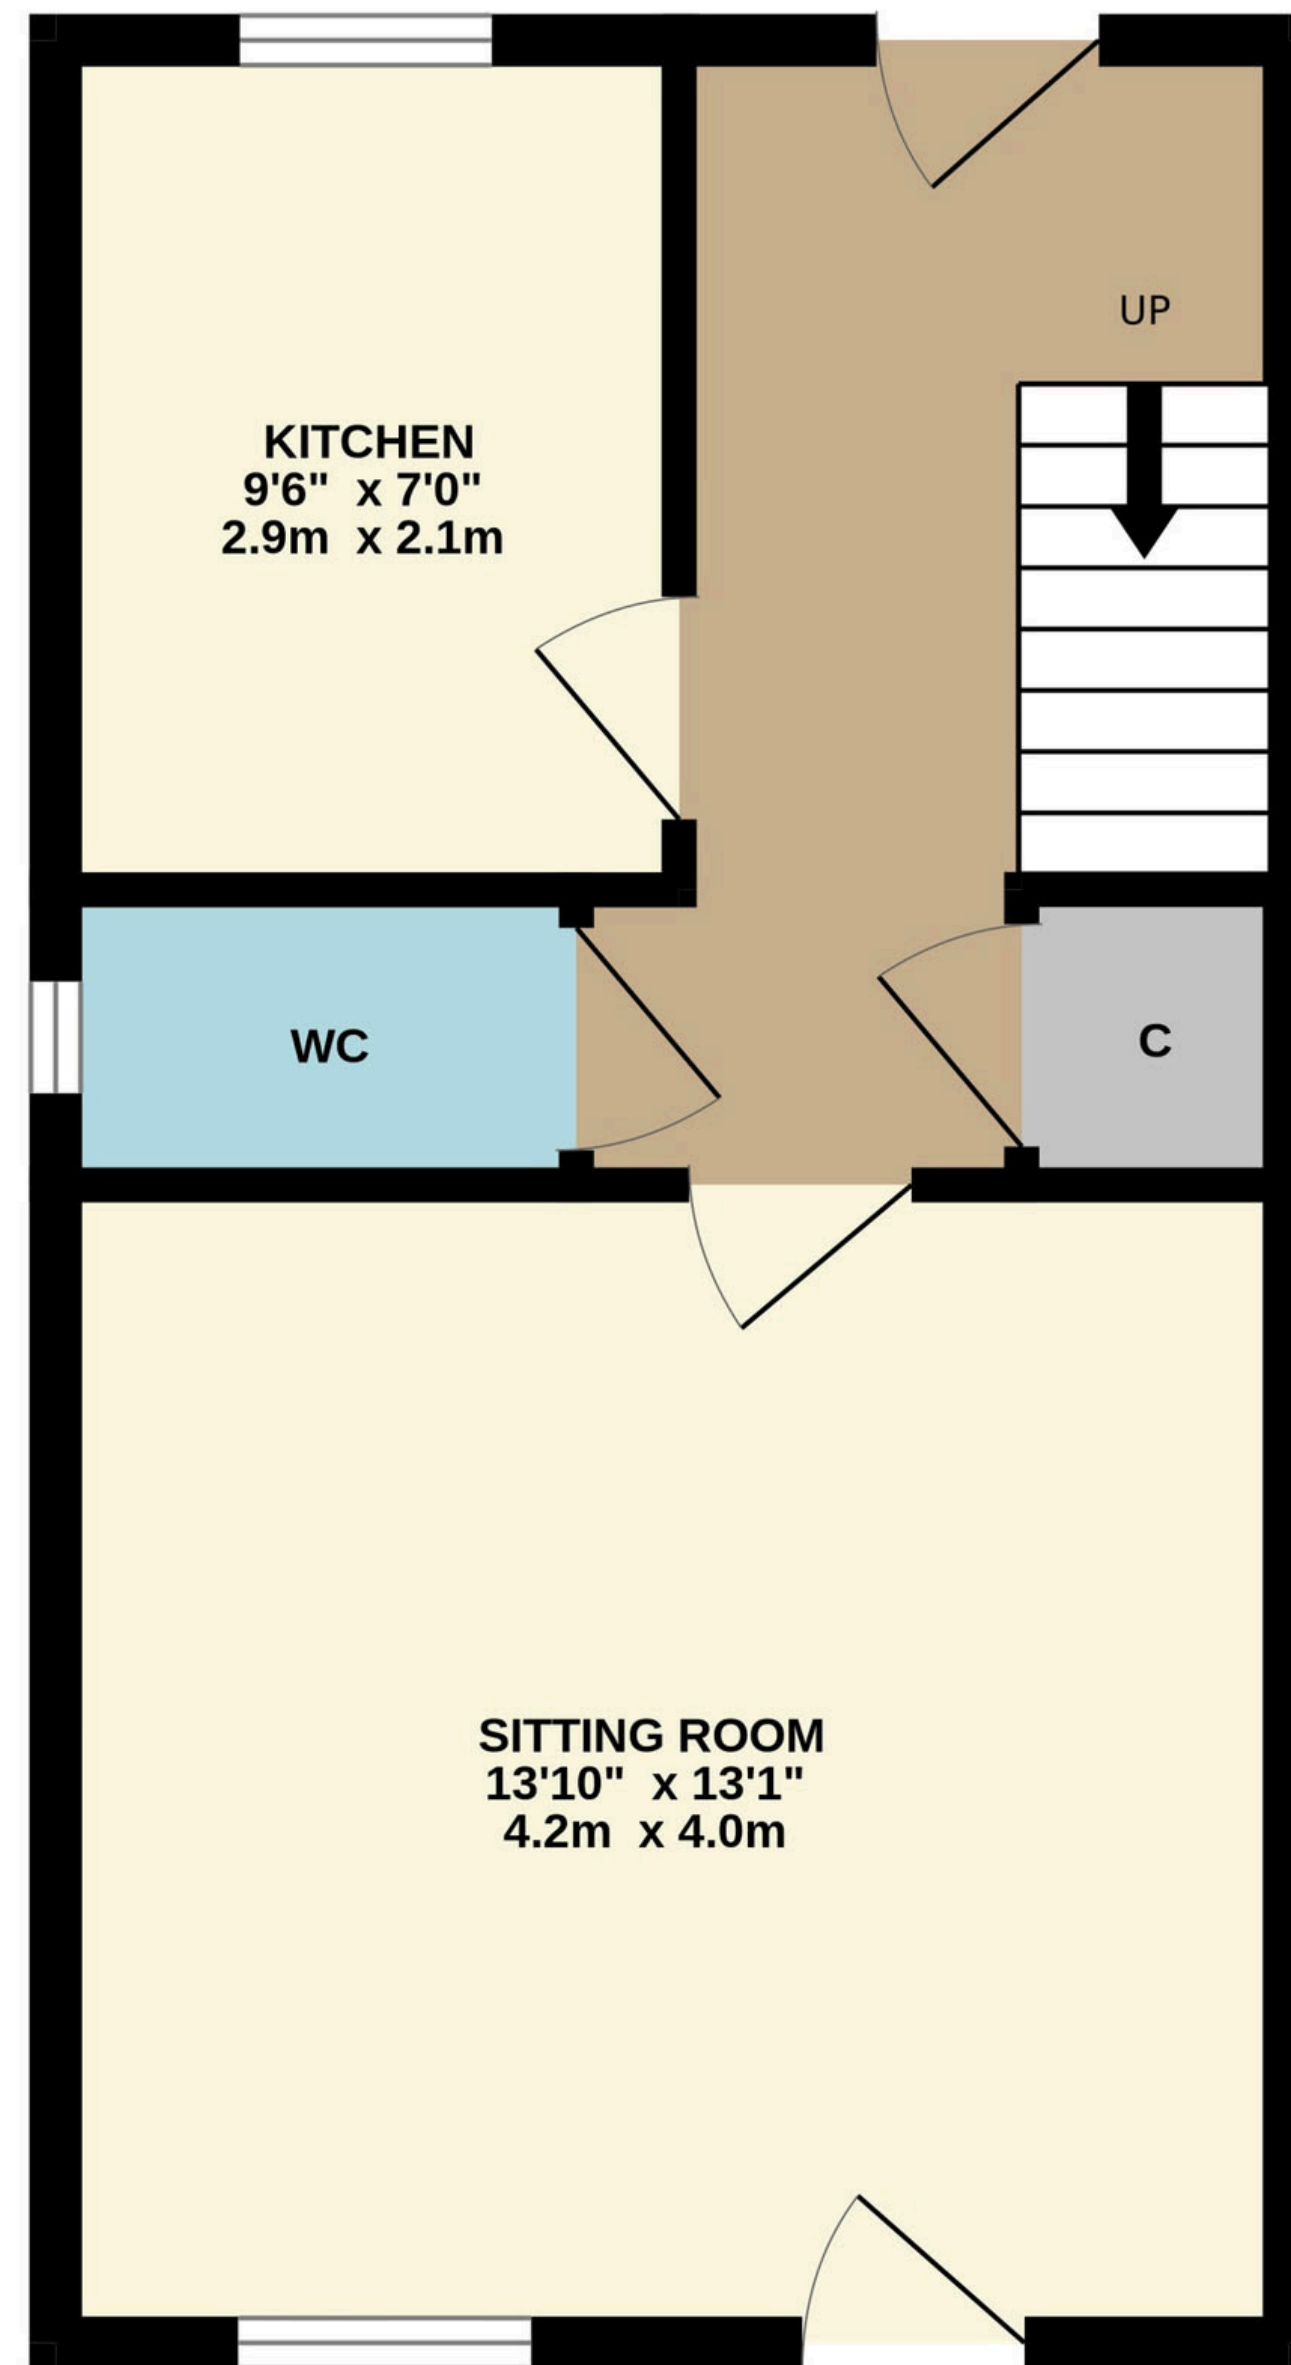 UP
KITCHEN
9'6" x 7'0"
2.9m x 2.1m
WC
C
SITTING ROOM
13'10" x 13'1"
4.2m x 4.0m